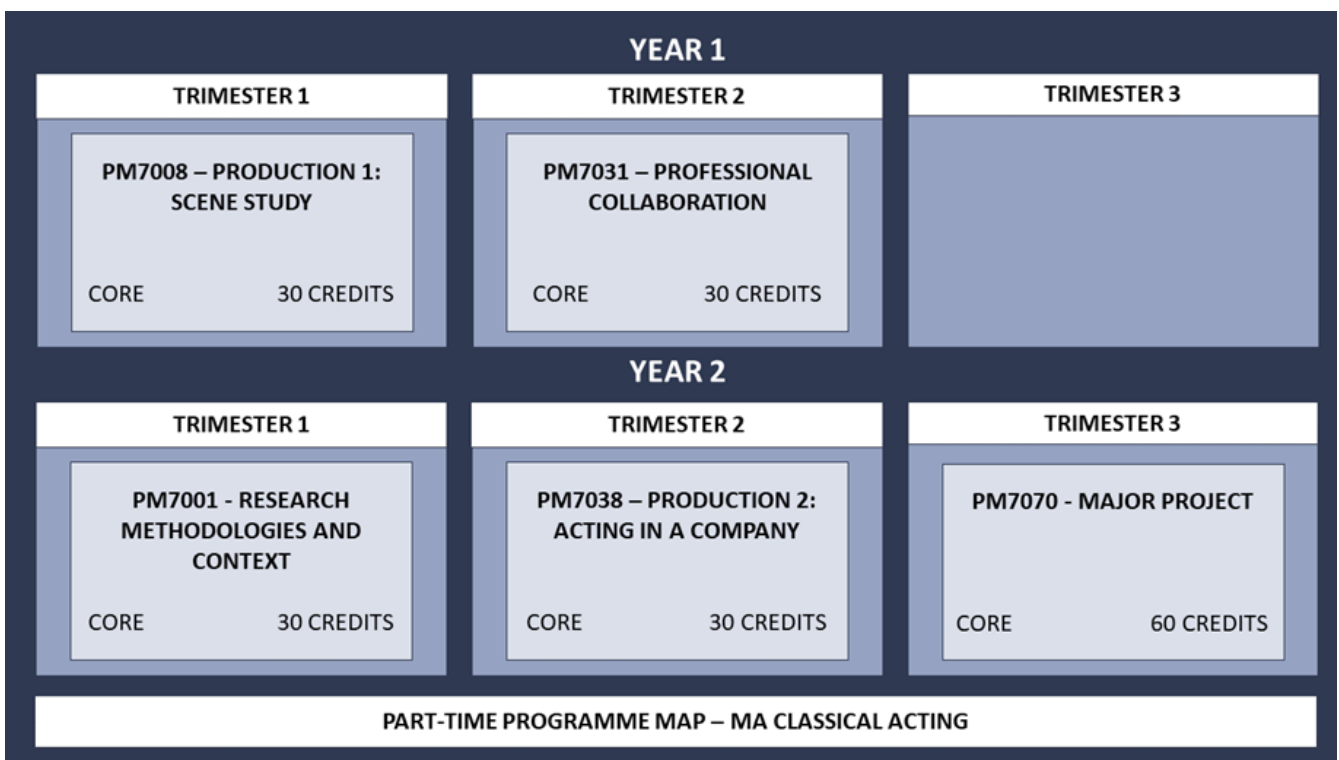 YEAR 1
TRIMESTER 1
TRIMESTER 2
TRIMESTER 3
PM7008 – PRODUCTION 1:
SCENE STUDY
CORE 30 CREDITS
PM7031 – PROFESSIONAL
COLLABORATION
CORE 30 CREDITS
YEAR 2
TRIMESTER 1
TRIMESTER 2
TRIMESTER 3
PM7001 - RESEARCH
METHODOLOGIES AND
CONTEXT
CORE 30 CREDITS
PM7038 – PRODUCTION 2:
ACTING IN A COMPANY
CORE 30 CREDITS
PM7070 - MAJOR PROJECT
CORE 60 CREDITS
PART-TIME PROGRAMME MAP – MA CLASSICAL ACTING